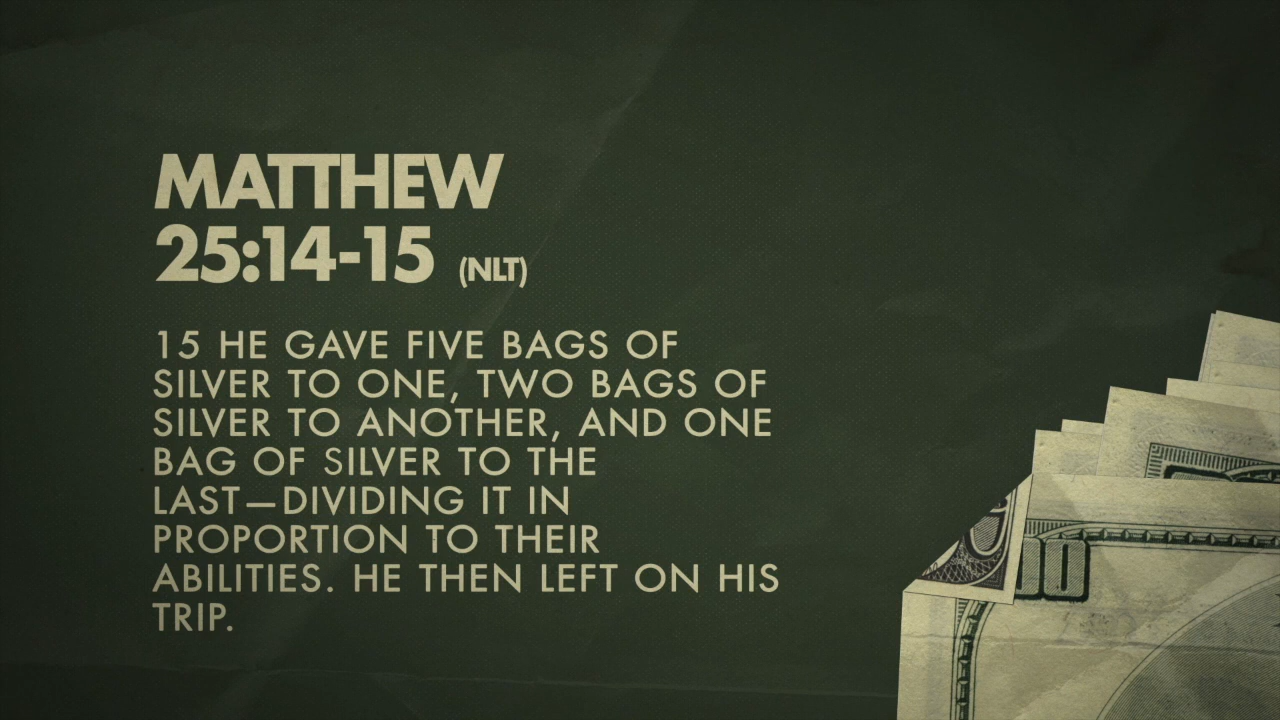 MATTHEW
25:14-15 (NLT)
15 HE GAVE FIVE BAGS OF
SILVER TO ONE, TWO BAGS OF
SILVER TO ANOTHER, AND ONE
BAG OF SILVER TO THE
LAST—DIVIDING IT IN
PROPORTION TO THEIR
ABILITIES. HE THEN LEFT ON HIS
TRIP.